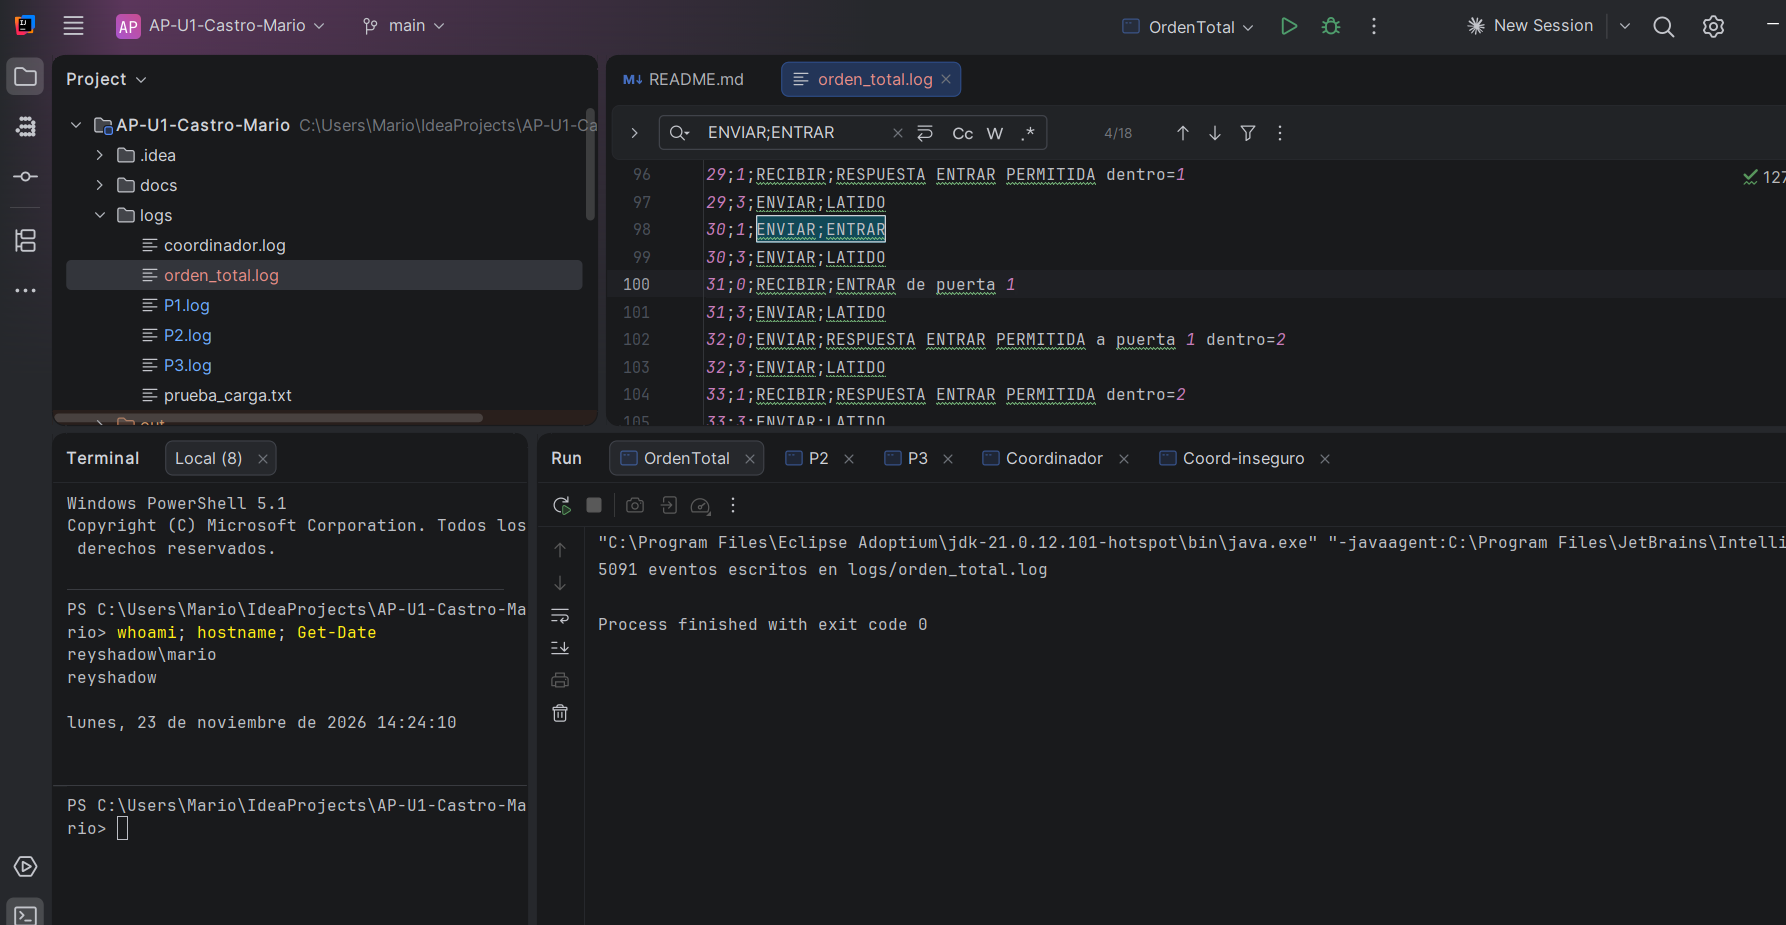 AP AP-U1-Castro-Mario main OrdenTotal New Session
Project
AP-U1-Castro-Mario C:\Users\Mario\IdeaProjects\AP-U1-Ca
.idea
docs
logs
coordinador.log
orden_total.log
P1.log
P2.log
P3.log
prueba_carga.txt
out
M↓ README.md orden_total.log
ENVIAR;ENTRAR Cc W .* 4/18
127
96 29;1;RECIBIR;RESPUESTA ENTRAR PERMITIDA dentro=1
97 29;3;ENVIAR;LATIDO
98 30;1;ENVIAR;ENTRAR
99 30;3;ENVIAR;LATIDO
100 31;0;RECIBIR;ENTRAR de puerta 1
101 31;3;ENVIAR;LATIDO
102 32;0;ENVIAR;RESPUESTA ENTRAR PERMITIDA a puerta 1 dentro=2
103 32;3;ENVIAR;LATIDO
104 33;1;RECIBIR;RESPUESTA ENTRAR PERMITIDA dentro=2
105 33;3;ENVIAR;LATIDO
Terminal Local (8)
Windows PowerShell 5.1
Copyright (C) Microsoft Corporation. Todos los
derechos reservados.
PS C:\Users\Mario\IdeaProjects\AP-U1-Castro-Ma
rio> whoami; hostname; Get-Date
reyshadow\mario
reyshadow
lunes, 23 de noviembre de 2026 14:24:10
PS C:\Users\Mario\IdeaProjects\AP-U1-Castro-Ma
rio>
Run OrdenTotal P2 P3 Coordinador Coord-inseguro
"C:\Program Files\Eclipse Adoptium\jdk-21.0.12.101-hotspot\bin\java.exe" "-javaagent:C:\Program Files\JetBrains\Intelli
5091 eventos escritos en logs/orden_total.log
Process finished with exit code 0